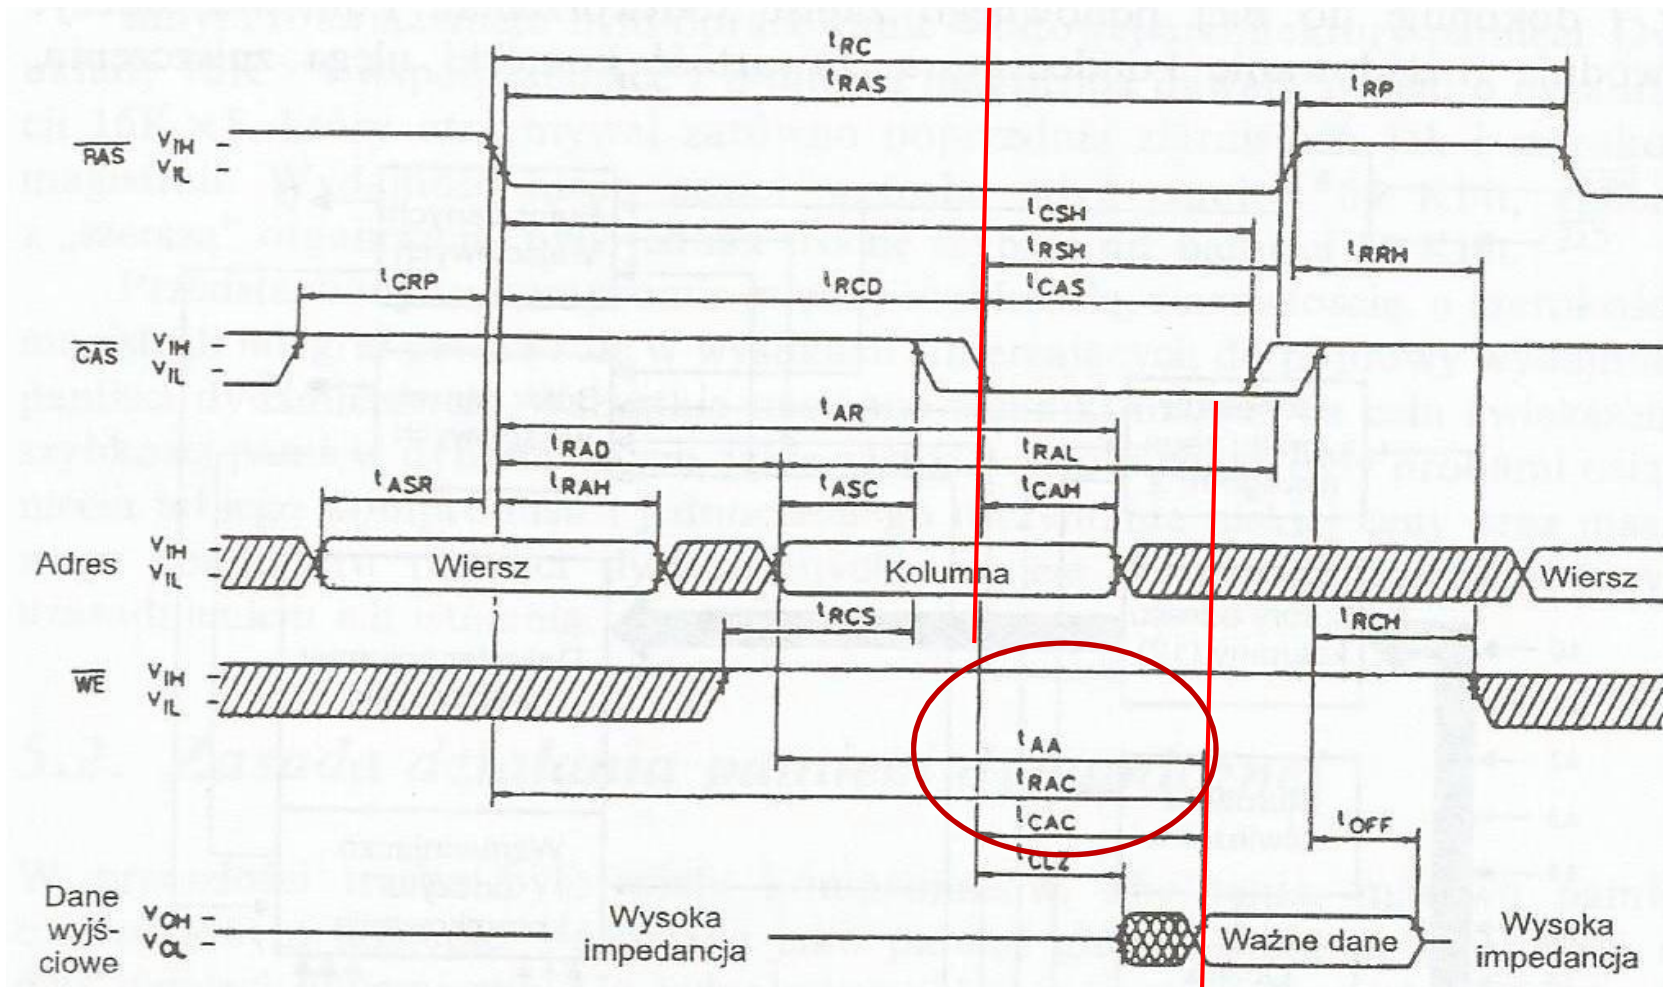 tRC
tRAS
tRP
RAS VIH
VIL
tCSH
tRSH
tRRH
tCRP
tRCD
tCAS
CAS VIH
VIL
tAR
tRAD
tRAL
tASR
tRAH
tASC
tCAH
Adres VIH
VIL
Wiersz
Kolumna
Wiersz
tRCS
tRCH
WE VIH
VIL
tAA
tRAC
tCAC
tOFF
tCLZ
Dane
wyjś-
ciowe
VOH
VOL
Wysoka
impedancja
Ważne dane
Wysoka
impedancja